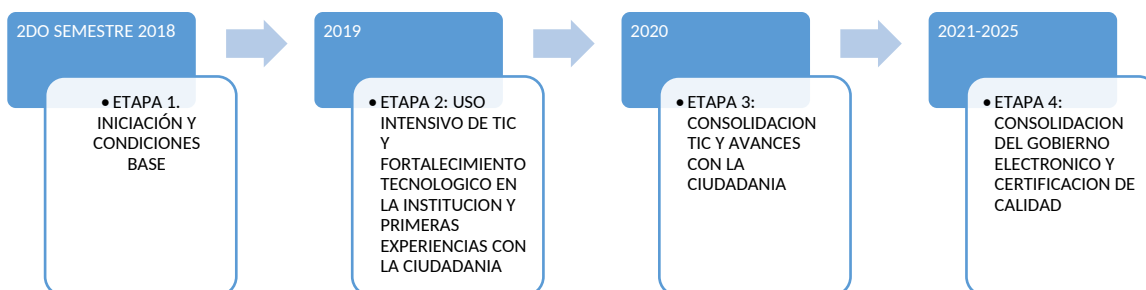 2DO SEMESTRE 2018
• ETAPA 1.
INICIACIÓN Y
CONDICIONES
BASE
2019
• ETAPA 2: USO
INTENSIVO DE TIC
Y
FORTALECIMIENTO
TECNOLOGICO EN
LA INSTITUCION Y
PRIMERAS
EXPERIENCIAS CON
LA CIUDADANIA
2020
• ETAPA 3:
CONSOLIDACION
TIC Y AVANCES
CON LA
CIUDADANIA
2021-2025
• ETAPA 4:
CONSOLIDACION
DEL GOBIERNO
ELECTRONICO Y
CERTIFICACION DE
CALIDAD